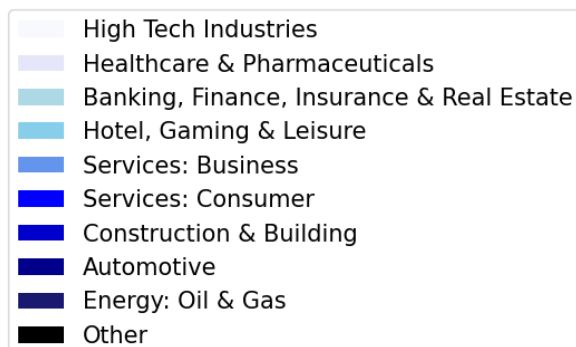 High Tech Industries
Healthcare & Pharmaceuticals
Banking, Finance, Insurance & Real Estate
Hotel, Gaming & Leisure
Services: Business
Services: Consumer
Construction & Building
Automotive
Energy: Oil & Gas
Other